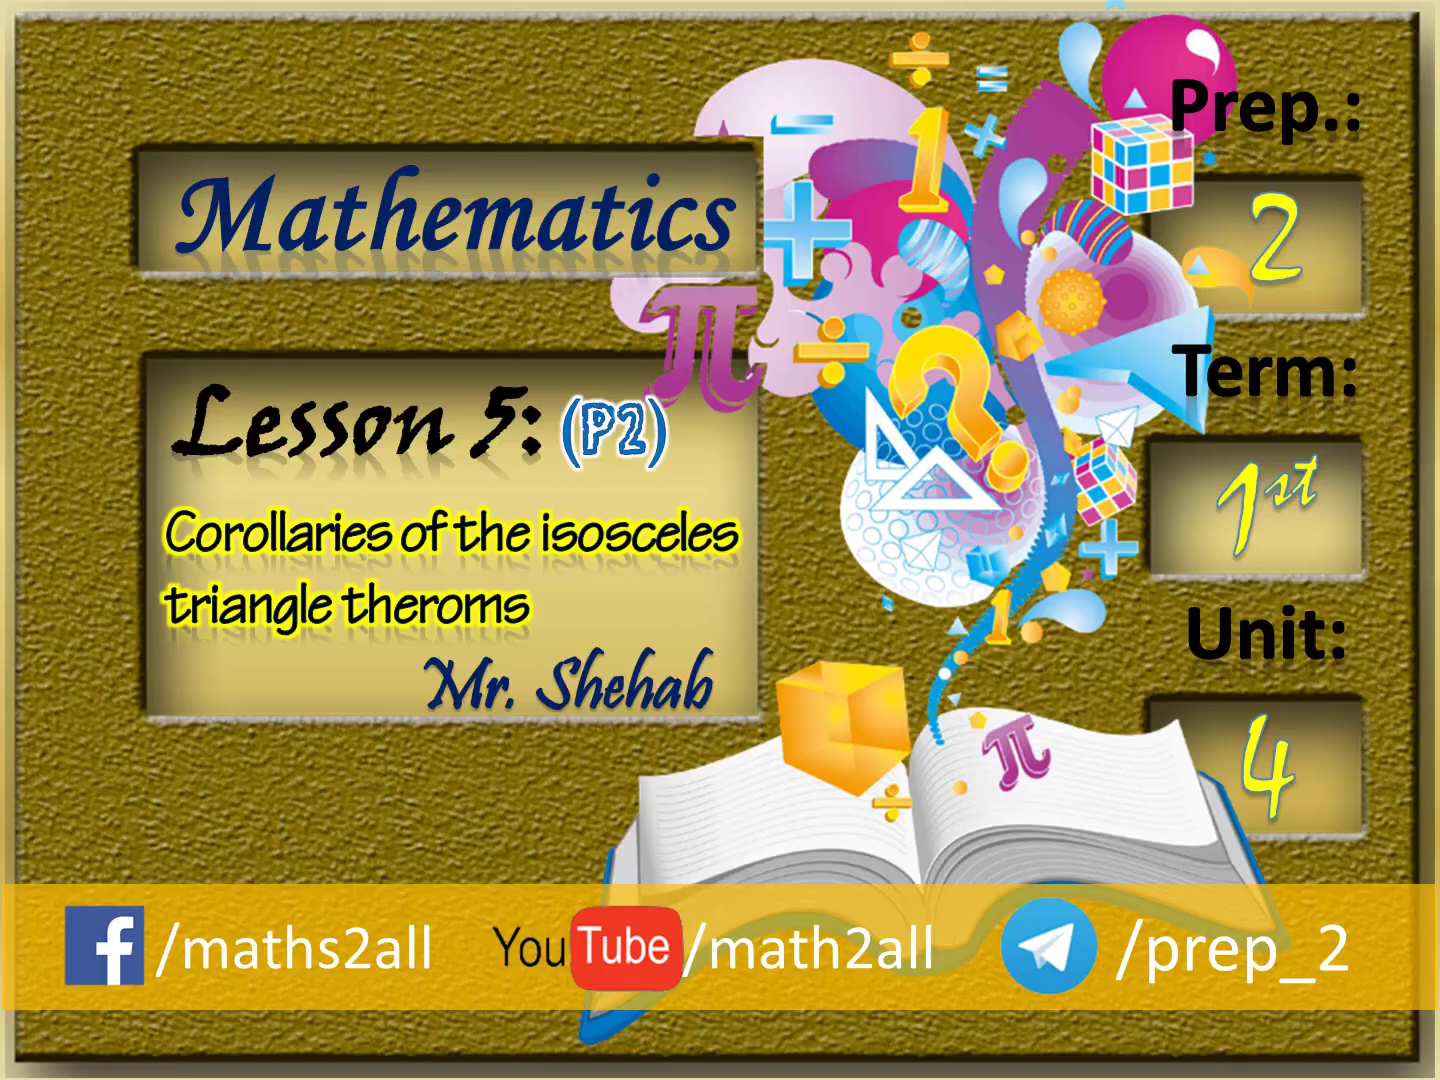 Mathematics
Lesson 5: (P2)
Corollaries of the isosceles
triangle theroms
Mr. Shehab
Prep.:
2
Term:
1st
Unit:
4
/maths2all
YouTube/math2all
/prep_2